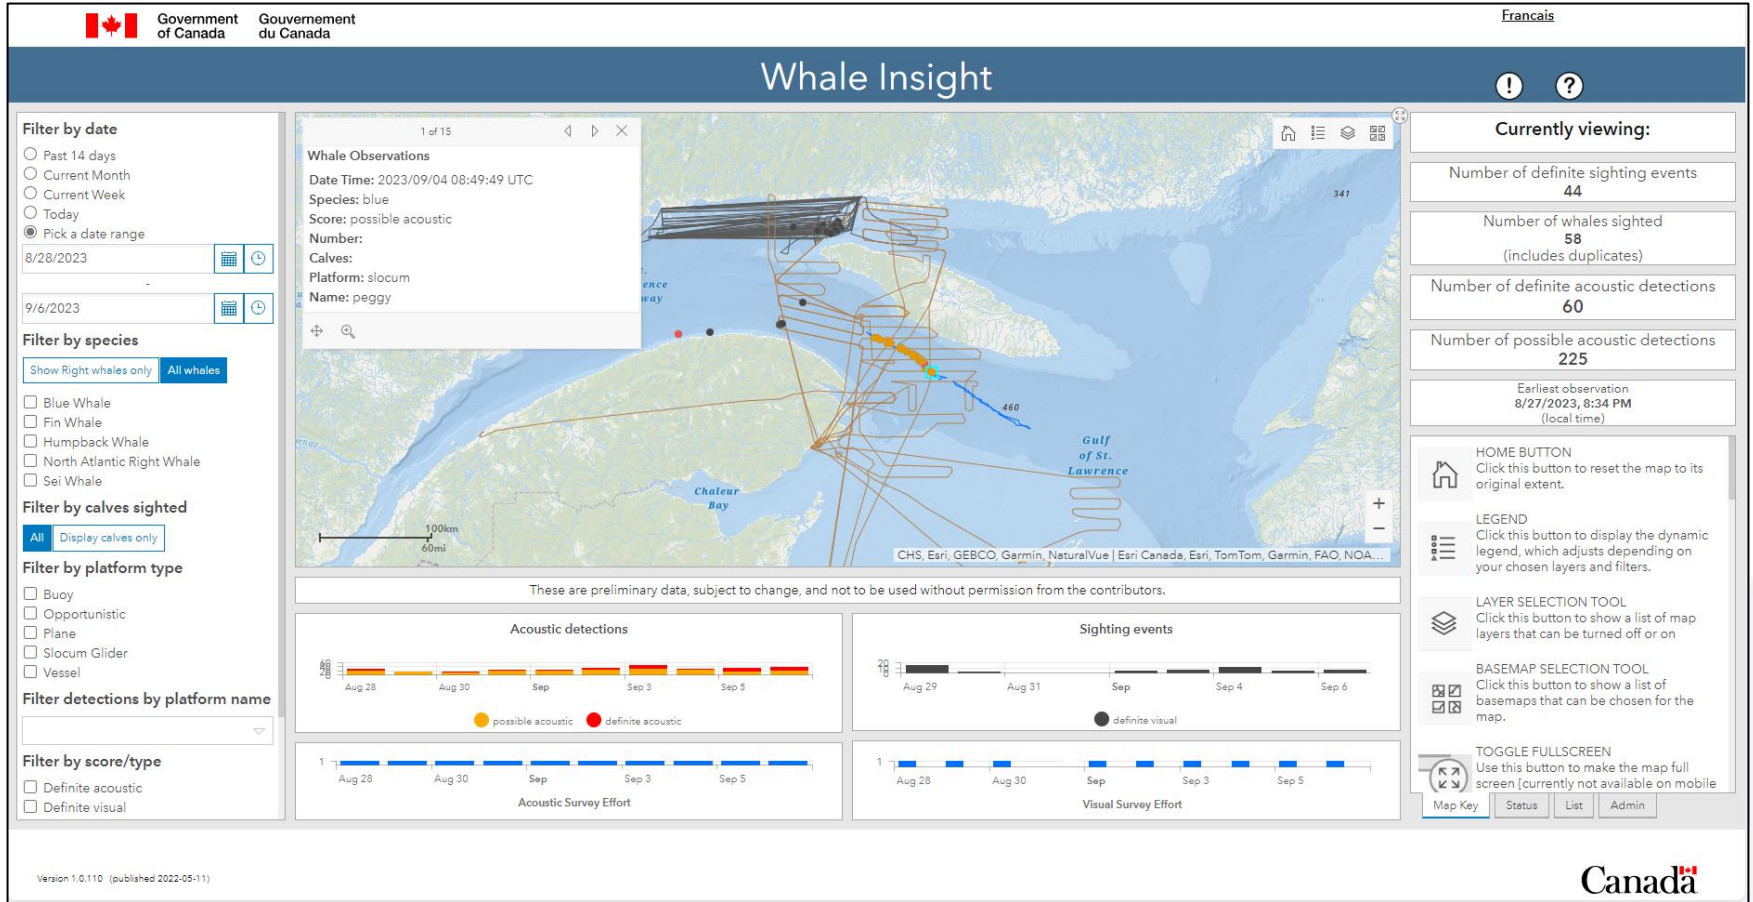 Government of Canada
Gouvernement du Canada
Francais
Whale Insight
!
?
Filter by date
Past 14 days
Current Month
Current Week
Today
Pick a date range
8/28/2023
-
9/6/2023
Filter by species
Show Right whales only
All whales
Blue Whale
Fin Whale
Humpback Whale
North Atlantic Right Whale
Sei Whale
Filter by calves sighted
All
Display calves only
Filter by platform type
Buoy
Opportunistic
Plane
Slocum Glider
Vessel
Filter detections by platform name
Filter by score/type
Definite acoustic
Definite visual
1 of 15
Whale Observations
Date Time: 2023/09/04 08:49:49 UTC
Species: blue
Score: possible acoustic
Number:
Calves:
Platform: slocum
Name: peggy
341
460
Gulf
of St.
Lawrence
Chaleur
Bay
100km
60mi
+
−
CHS, Esri, GEBCO, Garmin, NaturalVue | Esri Canada, Esri, TomTom, Garmin, FAO, NOA...
These are preliminary data, subject to change, and not to be used without permission from the contributors.
Acoustic detections
Aug 28 Aug 30 Sep Sep 3 Sep 5
possible acoustic definite acoustic
Sighting events
20
0
Aug 29 Aug 31 Sep Sep 4 Sep 6
definite visual
1
Aug 28 Aug 30 Sep Sep 3 Sep 5
Acoustic Survey Effort
1
Aug 28 Aug 30 Sep Sep 3 Sep 5
Visual Survey Effort
Currently viewing:
Number of definite sighting events
44
Number of whales sighted
58
(includes duplicates)
Number of definite acoustic detections
60
Number of possible acoustic detections
225
Earliest observation
8/27/2023, 8:34 PM
(local time)
HOME BUTTON
Click this button to reset the map to its
original extent.
LEGEND
Click this button to display the dynamic
legend, which adjusts depending on
your chosen layers and filters.
LAYER SELECTION TOOL
Click this button to show a list of map
layers that can be turned off or on
BASEMAP SELECTION TOOL
Click this button to show a list of
basemaps that can be chosen for the
map.
TOGGLE FULLSCREEN
Use this button to make the map full
screen [currently not available on mobile
Map Key
Status
List
Admin
Version 1.0.110 (published 2022-05-11)
Canada